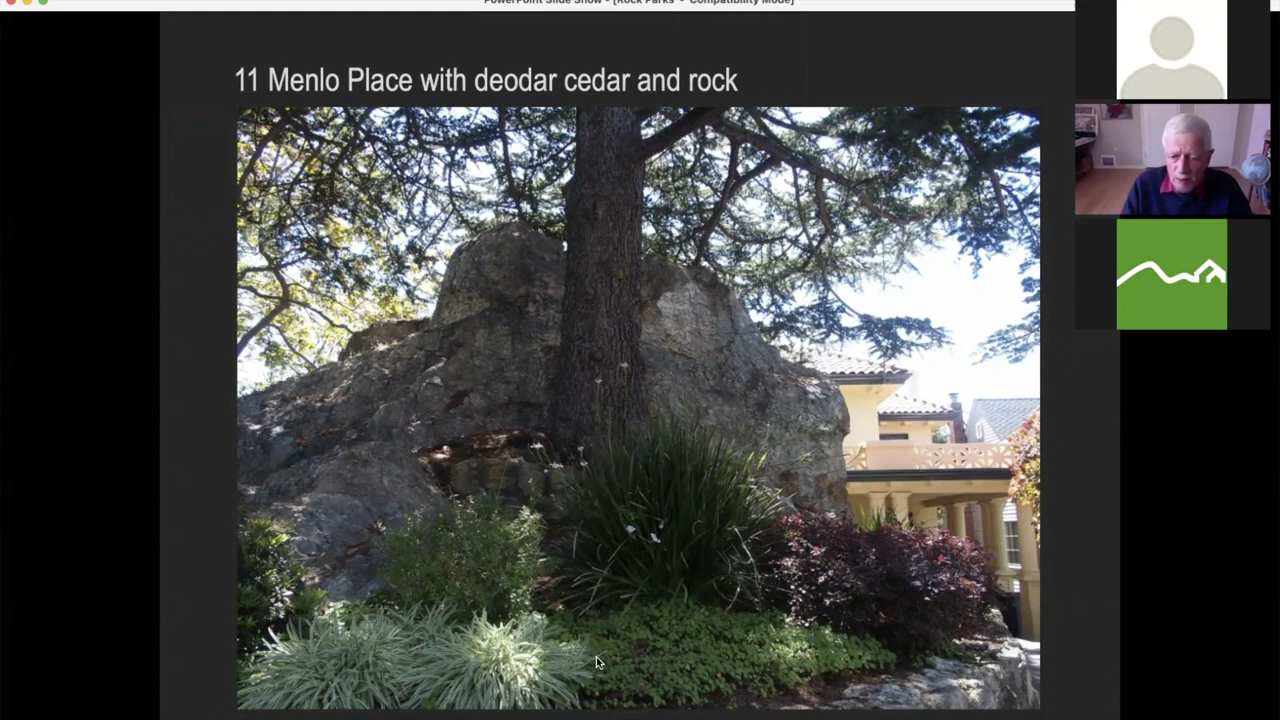 PowerPoint Slide Show - [Rock Parks - Compatibility Mode]
11 Menlo Place with deodar cedar and rock